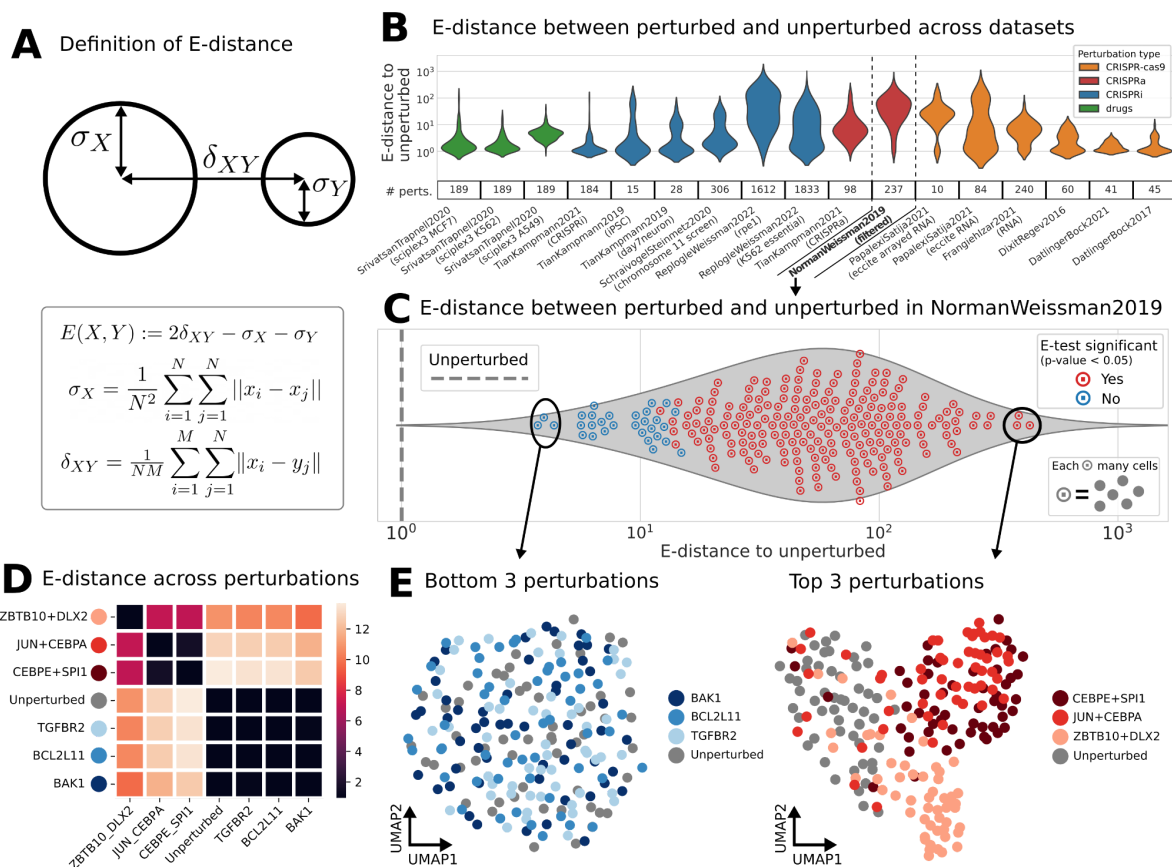 A
Definition of E-distance
σX
δXY
σY
E(X, Y) := 2δXY − σX − σY
σX = 1/N² ∑i=1^N ∑j=1^N ||xi − xj||
δXY = 1/NM ∑i=1^M ∑j=1^N ||xi − yj||
B
E-distance between perturbed and unperturbed across datasets
E-distance to
unperturbed
10³
10²
10¹
10⁰
Perturbation type
CRISPR-cas9
CRISPRa
CRISPRi
drugs
# perts. 189 189 189 184 15 28 306 1612 1833 98 237 10 84 240 60 41 45
SrivatsanTrapnell2020
(sciplex3 MCF7)
SrivatsanTrapnell2020
(sciplex3 K562)
SrivatsanTrapnell2020
(sciplex3 A549)
TianKampmann2021
(CRISPRi)
TianKampmann2019
(iPSC)
TianKampmann2019
(day7neuron)
SchraivogelSteinmetz2020
(chromosome 11 screen)
ReplogleWeissman2022
(rpe1)
ReplogleWeissman2022
(K562 essential)
TianKampmann2021
(CRISPRa)
NormanWeissman2019
(filtered)
PapalexiSatija2021
(eccite arrayed RNA)
PapalexiSatija2021
(eccite RNA)
FrangiehIzar2021
(RNA)
DixitRegev2016
DatlingerBock2021
DatlingerBock2017
C
E-distance between perturbed and unperturbed in NormanWeissman2019
Unperturbed
E-test significant
(p-value < 0.05)
Yes
No
Each ⊙ many cells
=
10⁰ 10¹ 10² 10³
E-distance to unperturbed
D
E-distance across perturbations
ZBTB10+DLX2
JUN+CEBPA
CEBPE+SPI1
Unperturbed
TGFBR2
BCL2L11
BAK1
12
10
8
6
4
2
ZBTB10_DLX2
JUN_CEBPA
CEBPE_SPI1
Unperturbed
TGFBR2
BCL2L11
BAK1
E
Bottom 3 perturbations
BAK1
BCL2L11
TGFBR2
Unperturbed
UMAP2
UMAP1
Top 3 perturbations
CEBPE+SPI1
JUN+CEBPA
ZBTB10+DLX2
Unperturbed
UMAP2
UMAP1